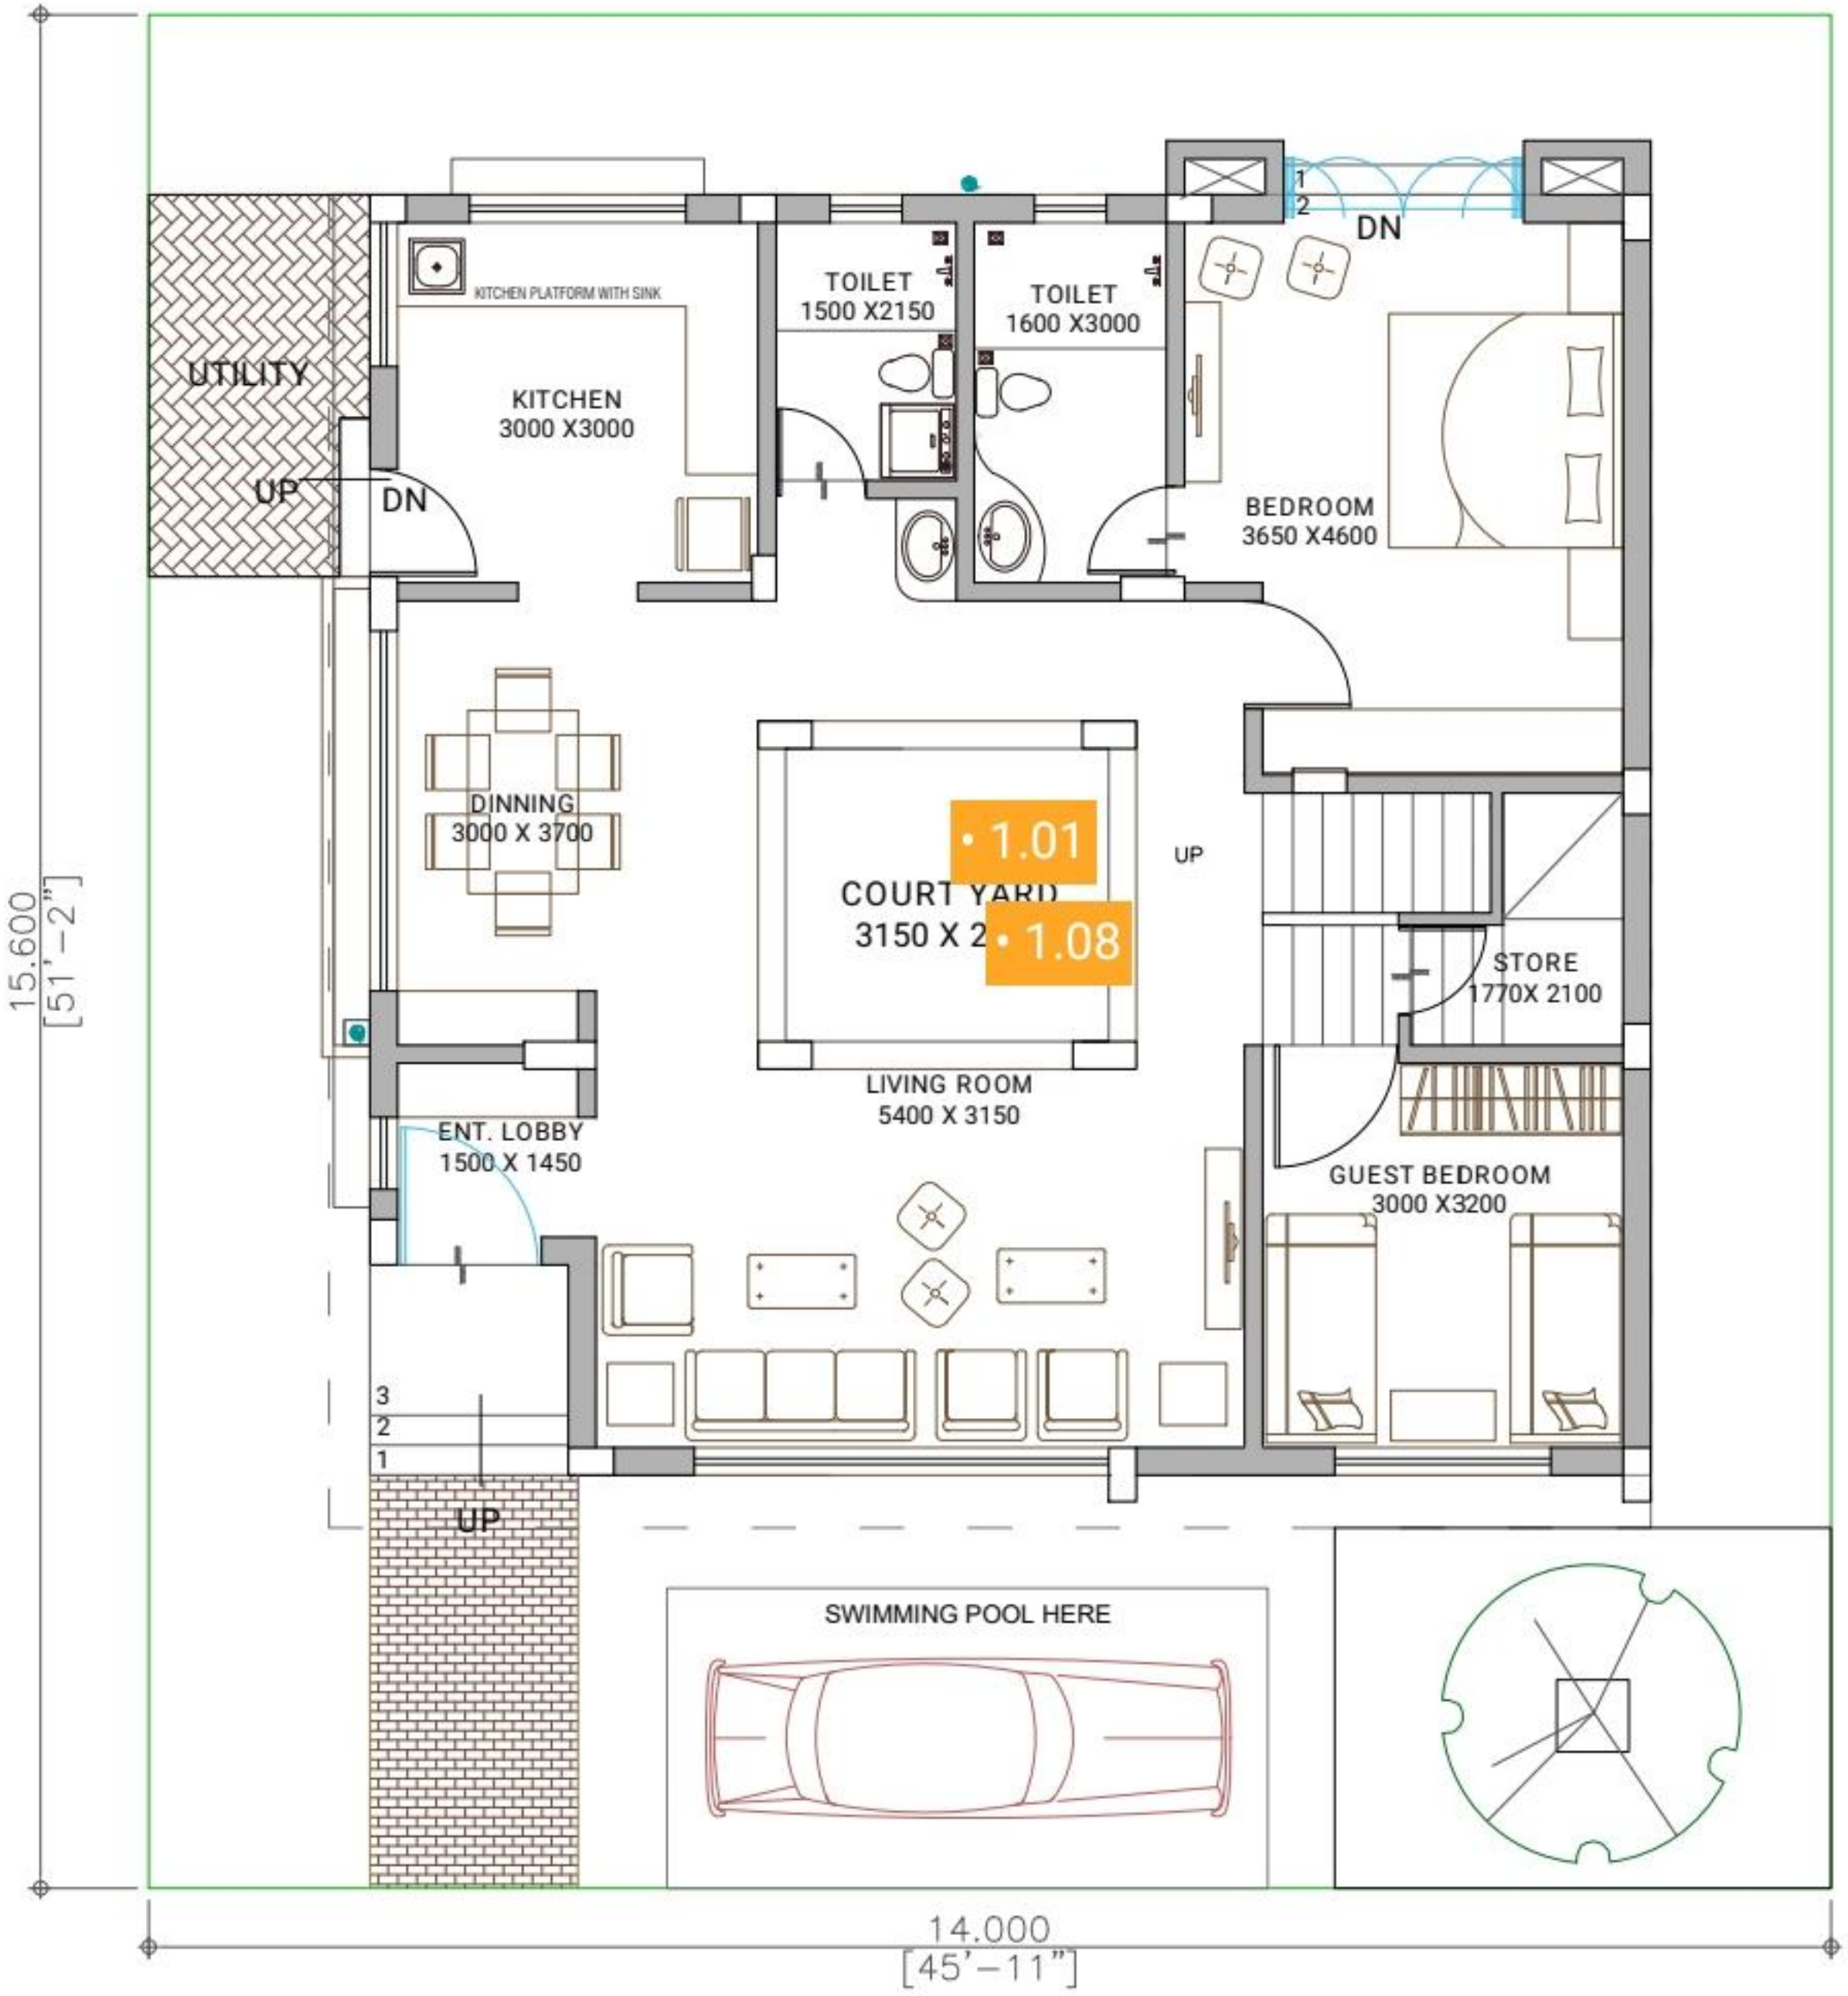 1
2
DN
TOILET
1500 X2150
TOILET
1600 X3000
KITCHEN PLATFORM WITH SINK
UTILITY
KITCHEN
3000 X3000
UP
DN
BEDROOM
3650 X4600
DINNING
3000 X 3700
• 1.01
UP
COURT YARD
3150 X 2
• 1.08
STORE
1770X 2100
15.600
[51'-2"]
LIVING ROOM
5400 X 3150
ENT. LOBBY
1500 X 1450
GUEST BEDROOM
3000 X3200
3
2
1
UP
SWIMMING POOL HERE
14.000
[45'-11"]